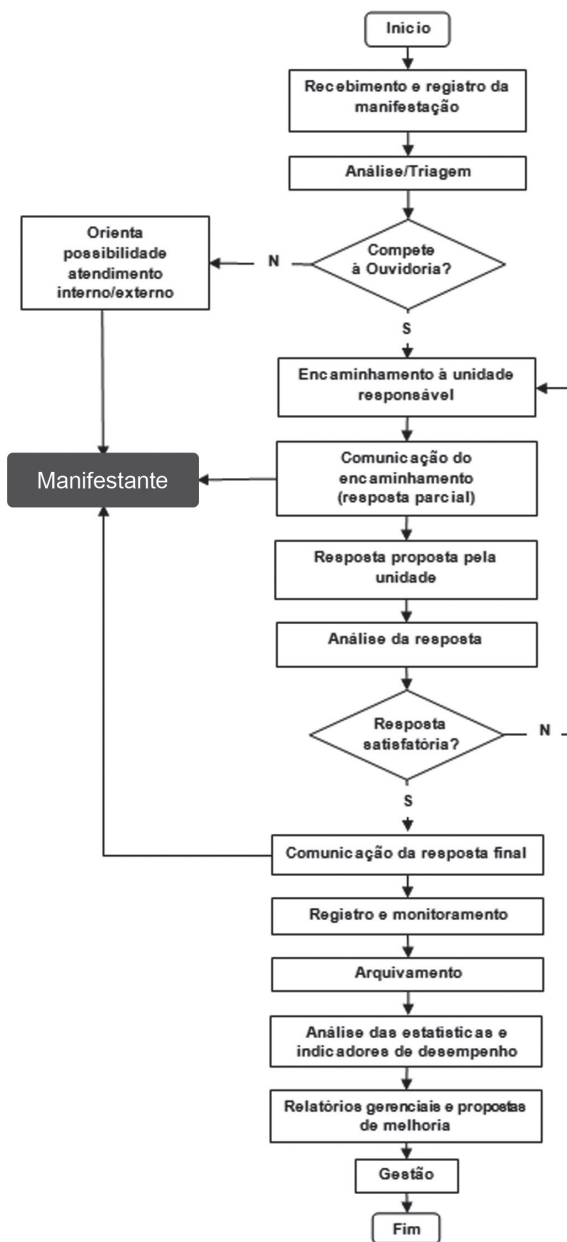 Inicio
Recebimento e registro da
manifestação
Análise/Triagem
Orienta
possibilidade
atendimento
interno/externo
N
Compete
à Ouvidoria?
S
Encaminhamento à unidade
responsável
Manifestante
Comunicação do
encaminhamento
(resposta parcial)
Resposta proposta pela
unidade
Análise da resposta
Resposta
satisfatória?
N
S
Comunicação da resposta final
Registro e monitoramento
Arquivamento
Análise das estatisticas e
indicadores de desempenho
Relatórios gerenciais e propostas
de melhoria
Gestão
Fim